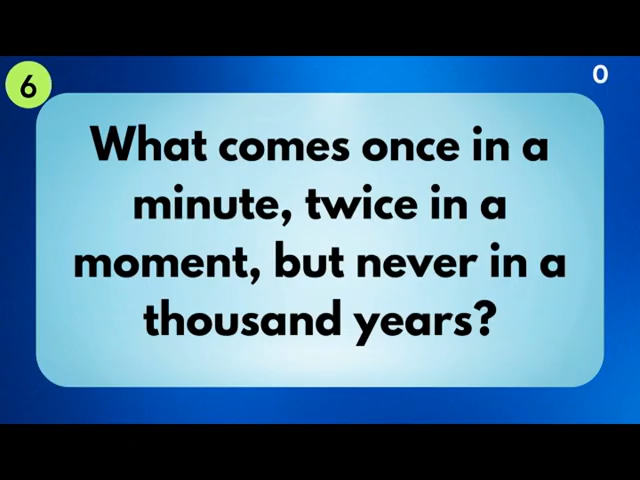 6
0
What comes once in a
minute, twice in a
moment, but never in a
thousand years?